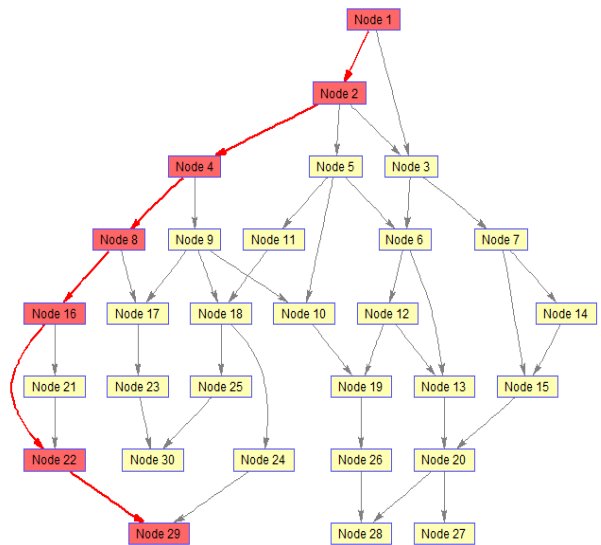 Node 1
Node 2
Node 4
Node 5
Node 3
Node 8
Node 9
Node 11
Node 6
Node 7
Node 16
Node 17
Node 18
Node 10
Node 12
Node 14
Node 21
Node 23
Node 25
Node 19
Node 13
Node 15
Node 22
Node 30
Node 24
Node 26
Node 20
Node 29
Node 28
Node 27